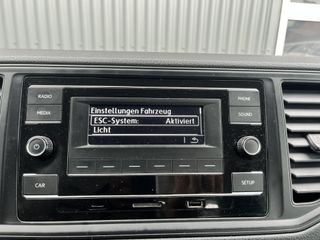 RADIO
MEDIA
Einstellungen Fahrzeug
ESC-System: Aktiviert
Licht
PHONE
SOUND
CAR
SETUP